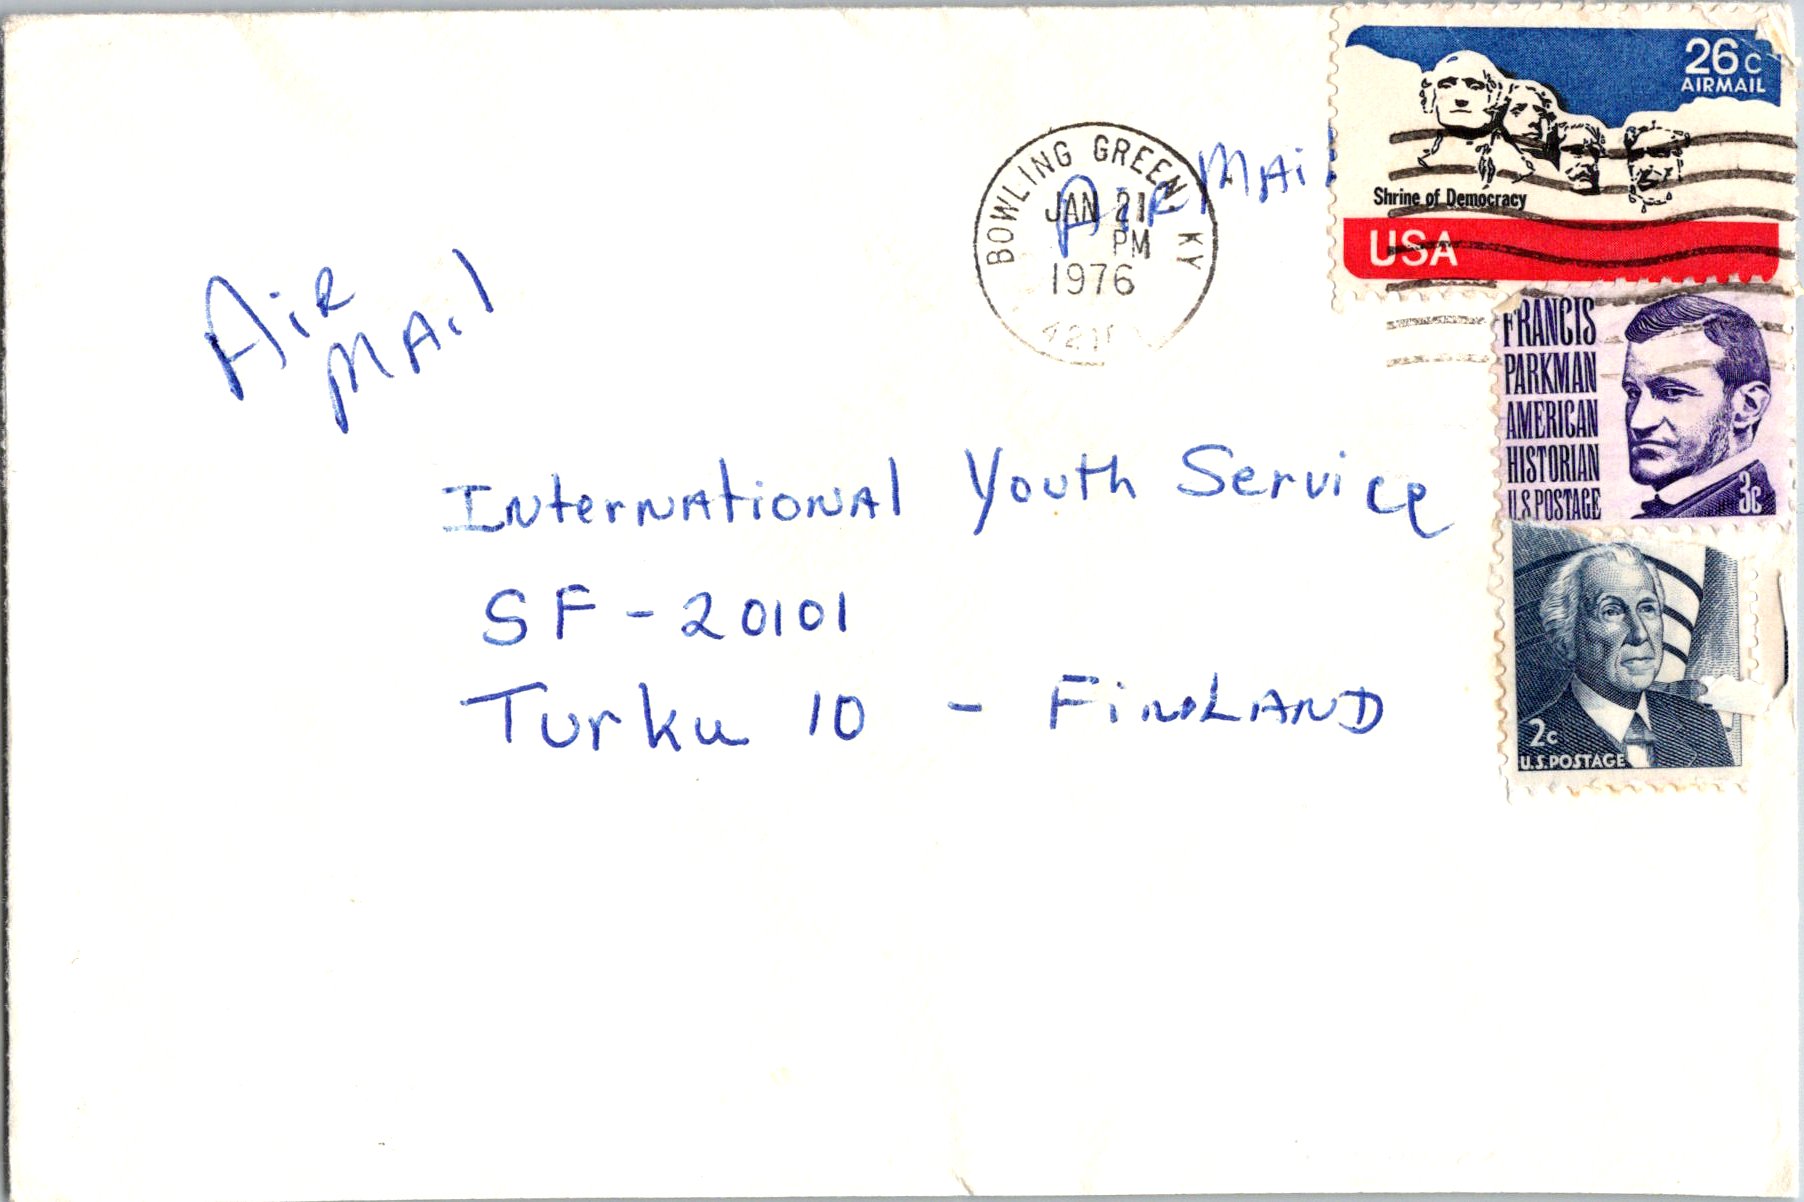 26c
AIRMAIL
Shrine of Democracy
USA
BOWLING GREEN, KY
JAN 21
PM
1976
AiR MAil
AiR
MAil
FRANCIS
PARKMAN
AMERICAN
HISTORIAN
U.S. POSTAGE
3c
International Youth Service
SF-20101
Turku 10 - FinLAND
2c
U.S. POSTAGE